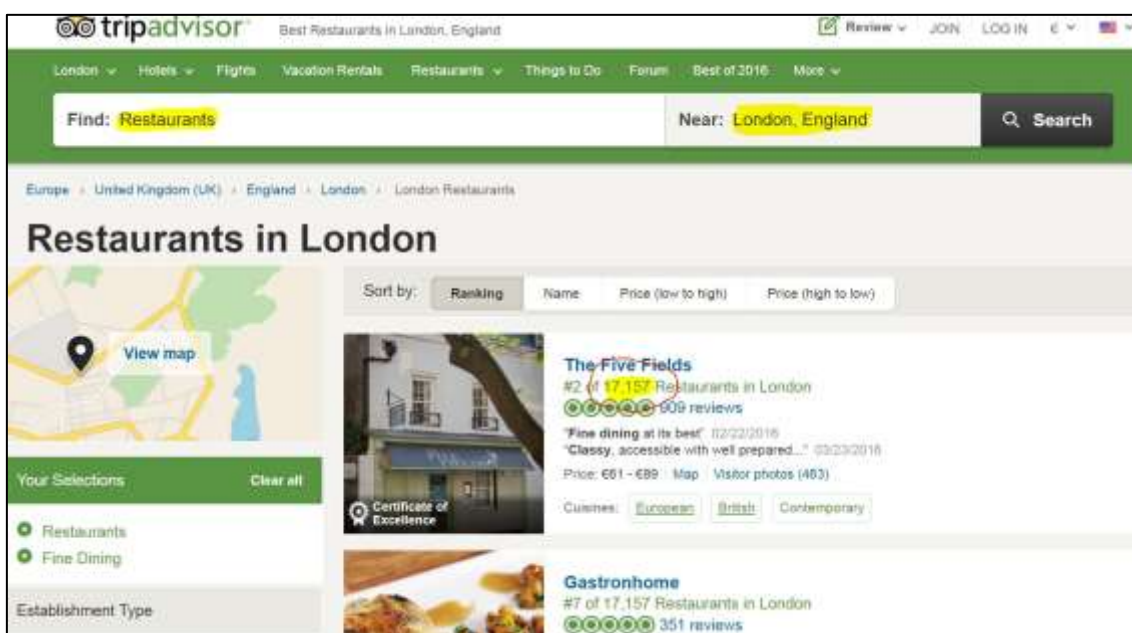 tripadvisor Best Restaurants in London, England Review JOIN LOG IN €
London Hotels Flights Vacation Rentals Restaurants Things to Do Forum Best of 2016 More
Find: Restaurants Near: London, England Search
Europe › United Kingdom (UK) › England › London › London Restaurants
Restaurants in London
Sort by: Ranking Name Price (low to high) Price (high to low)
View map
The Five Fields
#2 of 17,157 Restaurants in London
909 reviews
"Fine dining at its best" 02/22/2016
"Classy, accessible with well prepared..." 02/20/2016
Price: €61 - €89 Map Visitor photos (463)
Cuisines: European British Contemporary
Certificate of
Excellence
Your Selections Clear all
Restaurants
Fine Dining
Establishment Type
Gastronhome
#7 of 17,157 Restaurants in London
351 reviews